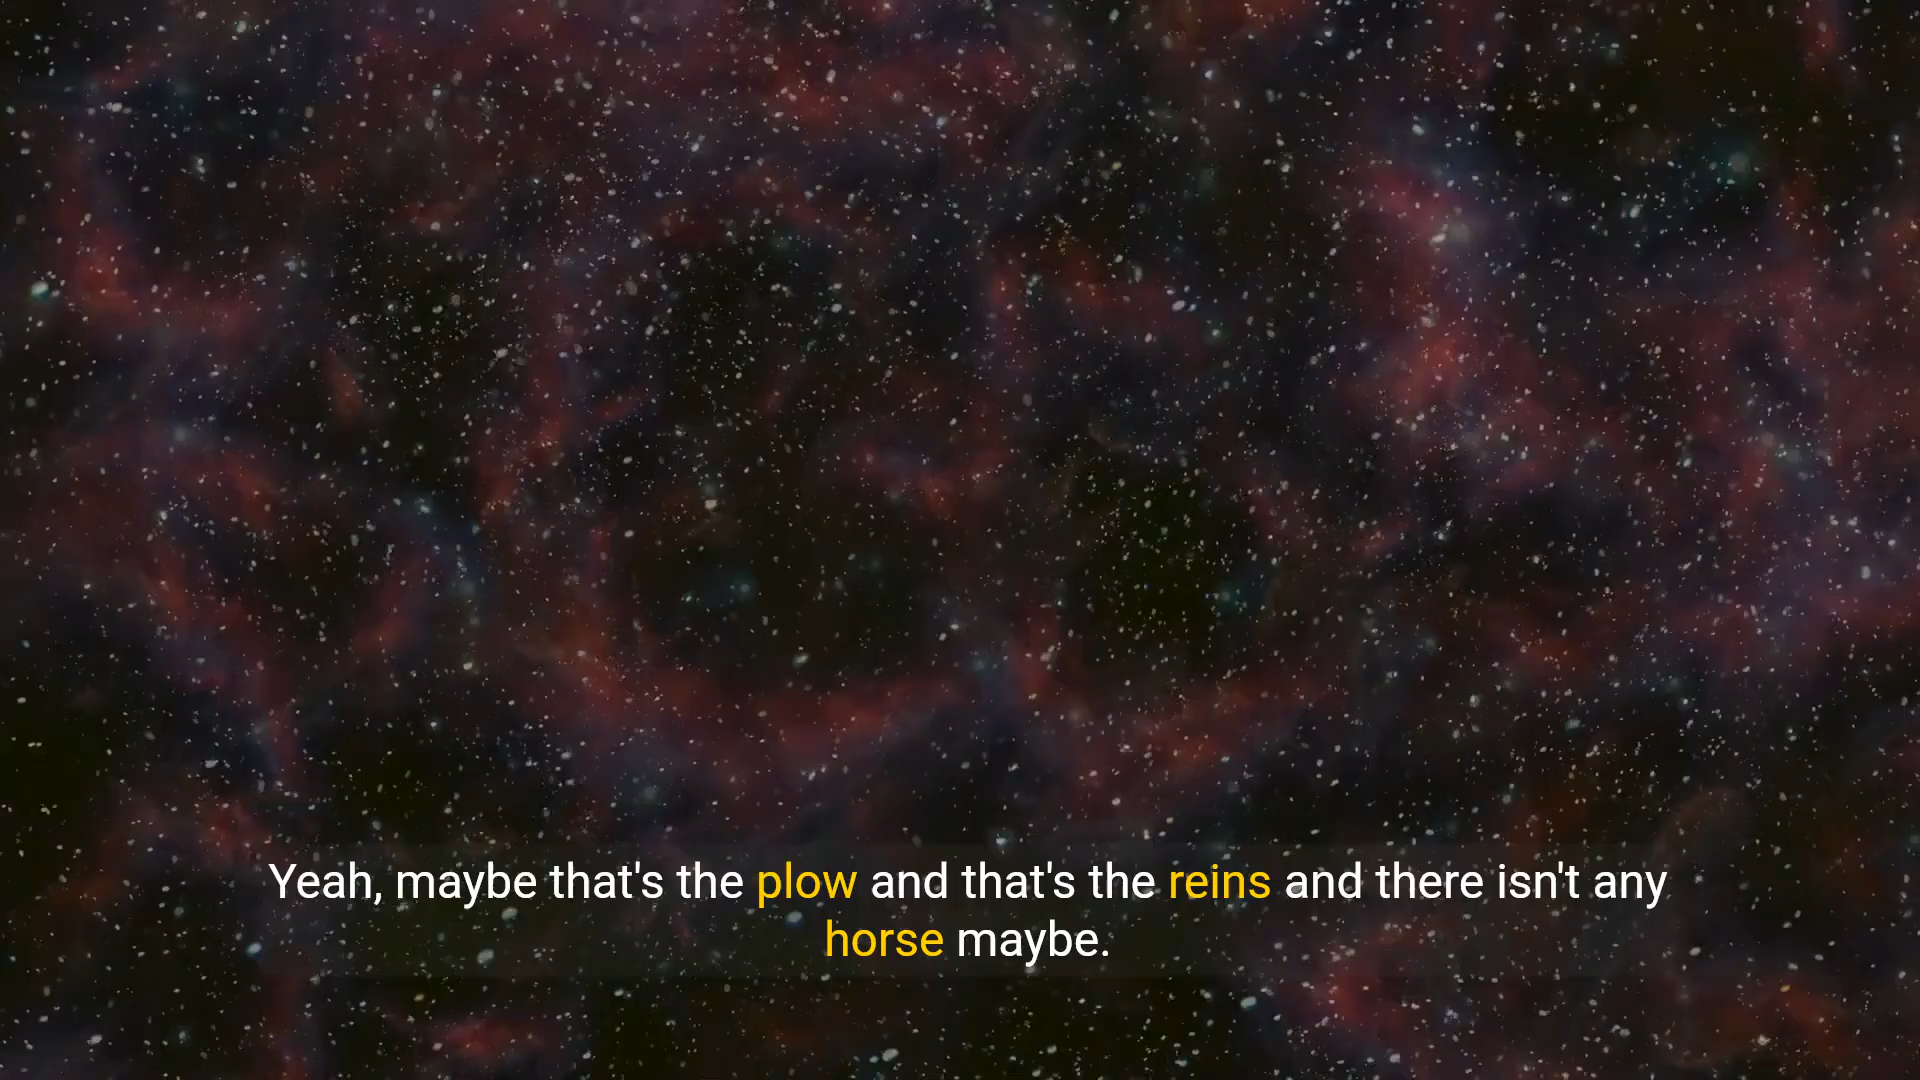 Yeah, maybe that's the plow and that's the reins and there isn't any
horse maybe.